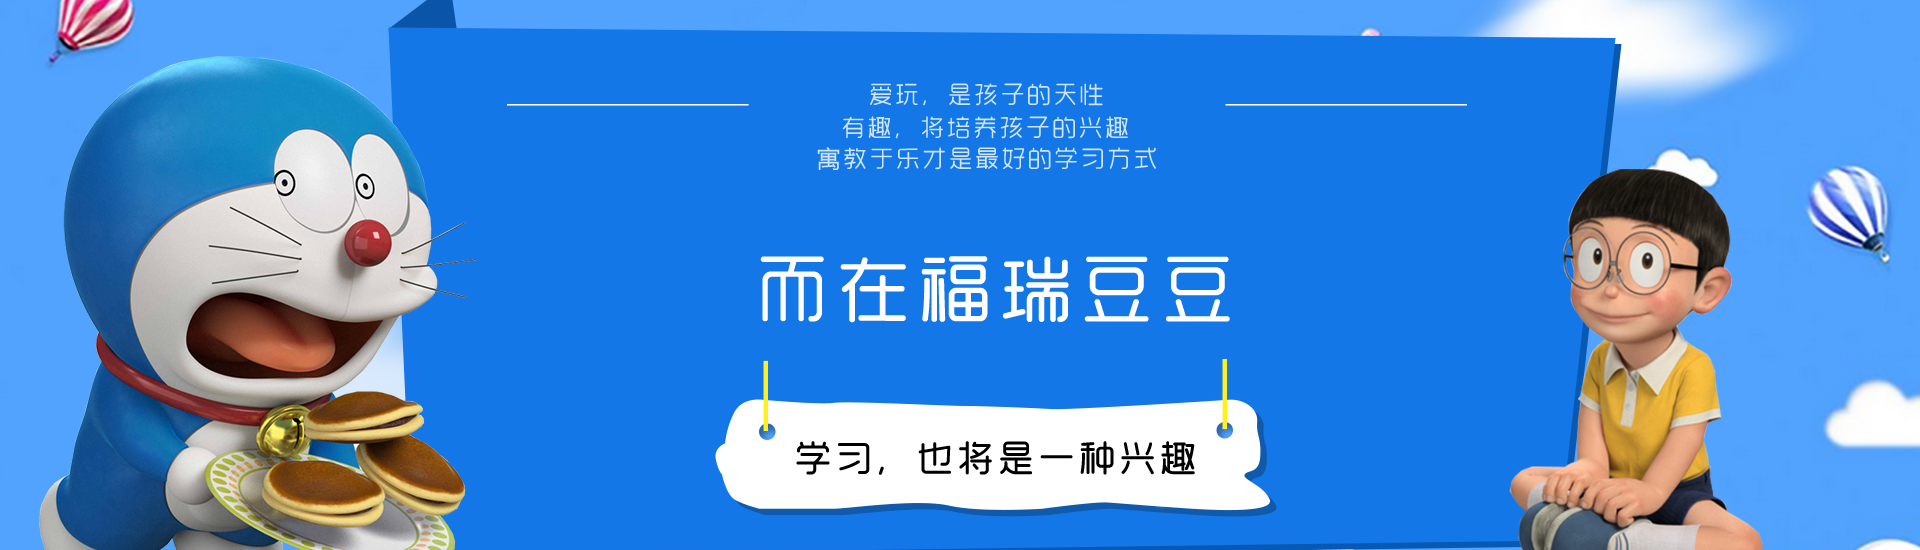 爱玩，是孩子的天性
有趣，将培养孩子的兴趣
寓教于乐才是最好的学习方式
而在福瑞豆豆
学习，也将是一种兴趣